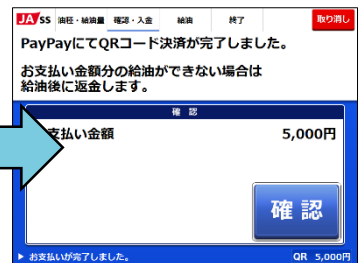 JA SS 油種・給油量 確認・入金 給油 終了 取り消し
PayPayにてQRコード決済が完了しました。
お支払い金額分の給油ができない場合は
給油後に返金します。
確 認
支払い金額 5,000円
確 認
▶ お支払いが完了しました。 QR 5,000円